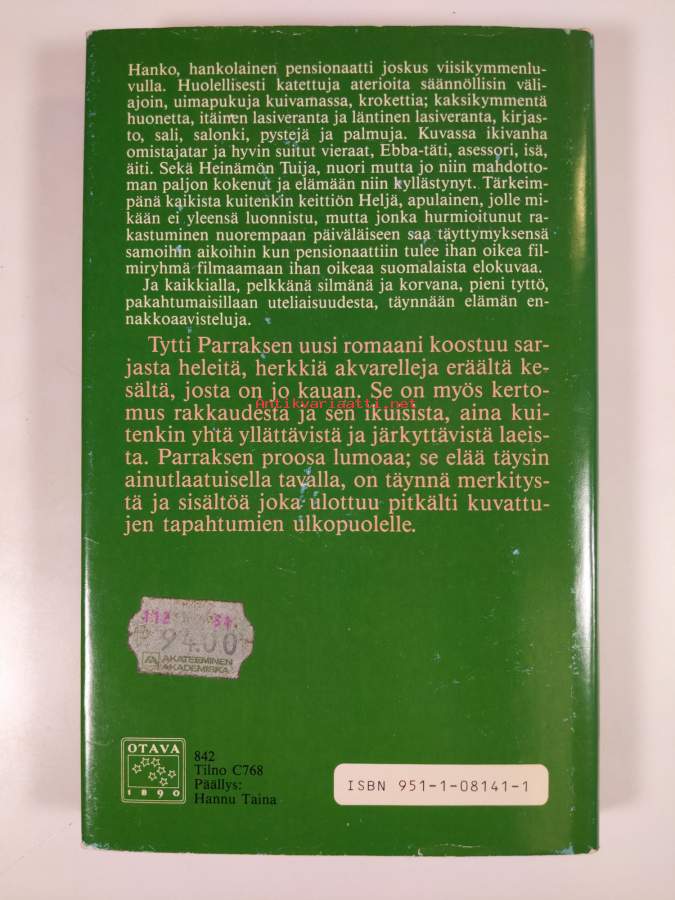 Hanko, hankolainen pensionaatti joskus viisikymmenlu-
vulla. Huolellisesti katettuja aterioita säännöllisin väli-
ajoin, uimapukuja kuivamassa, krokettia; kaksikymmentä
huonetta, itäinen lasiveranta ja läntinen lasiveranta, kirjas-
to, sali, salonki, pystejä ja palmuja. Kuvassa ikivanha
omistajatar ja hyvin suitut vieraat, Ebba-täti, asessori, isä,
äiti. Sekä Heinämön Tuija, nuori mutta jo niin mahdotto-
man paljon kokenut ja elämään niin kyllästynyt. Tärkeim-
pänä kaikista kuitenkin keittiön Heljä, apulainen, jolle mi-
kään ei yleensä luonnistu, mutta jonka hurmioitunut ra-
kastuminen nuorempaan päiväläiseen saa täyttymyksensä
samoihin aikoihin kun pensionaattiin tulee ihan oikea fil-
miryhmä filmaamaan ihan oikeaa suomalaista elokuvaa.
Ja kaikkialla, pelkkänä silmänä ja korvana, pieni tyttö,
pakahtumaisillaan uteliaisuudesta, täynnään elämän en-
nakkoaavisteluja.
Tytti Parraksen uusi romaani koostuu sar-
jasta heleitä, herkkiä akvarelleja eräältä ke-
sältä, josta on jo kauan. Se on myös kerto-
mus rakkaudesta ja sen ikuisista, aina kui-
tenkin yhtä yllättävistä ja järkyttävistä laeis-
ta. Parraksen proosa lumoaa; se elää täysin
ainutlaatuisella tavalla, on täynnä merkitys-
tä ja sisältöä joka ulottuu pitkälti kuvattu-
jen tapahtumien ulkopuolelle.
Antikvariaatti.net
94.00
AKATEEMINEN
AKADEMISKA
OTAVA
1890
842
Tilno C768
Päällys:
Hannu Taina
ISBN 951-1-08141-1